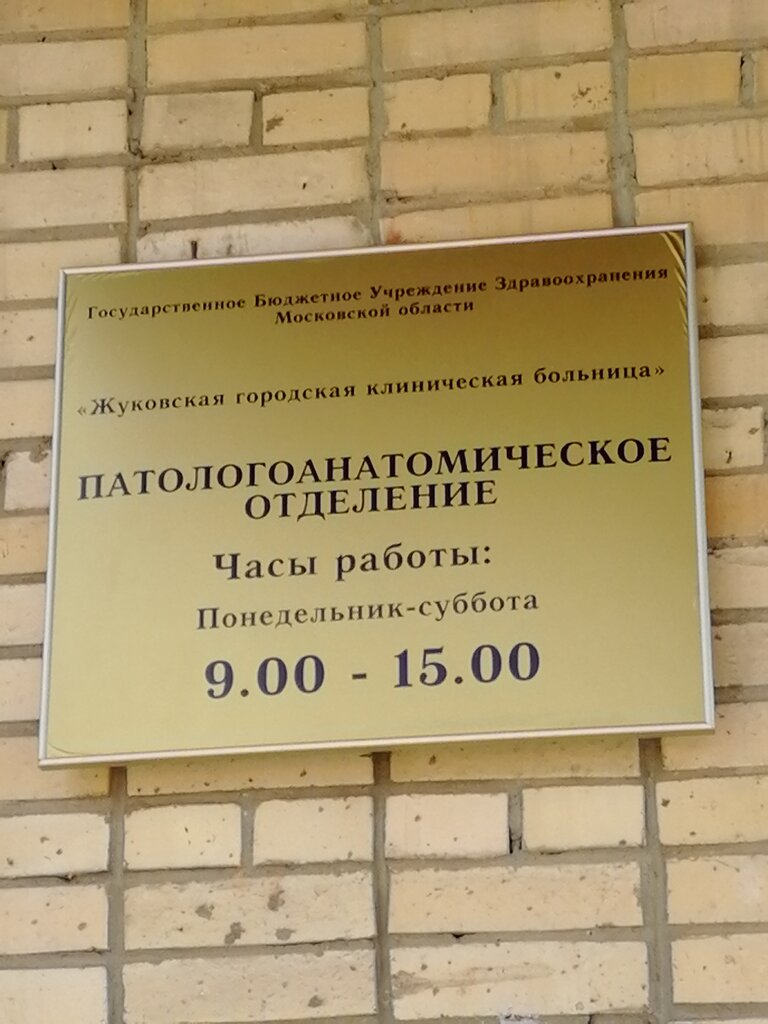 Государственное Бюджетное Учреждение Здравоохранения
Московской области
«Жуковская городская клиническая больница»
ПАТОЛОГОАНАТОМИЧЕСКОЕ
ОТДЕЛЕНИЕ
Часы работы:
Понедельник-суббота
9.00 - 15.00